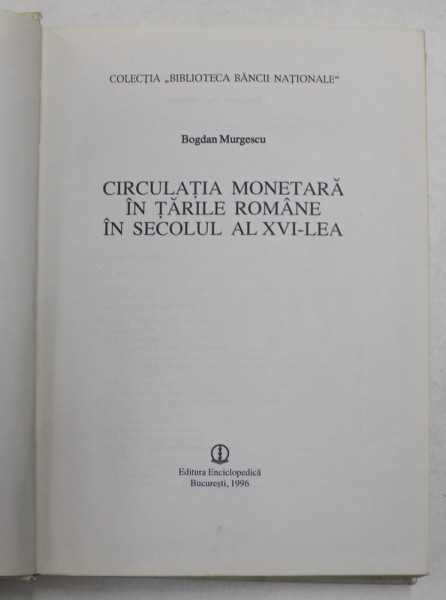 COLECȚIA „BIBLIOTECA BĂNCII NAȚIONALE"
Bogdan Murgescu
CIRCULAȚIA MONETARĂ
ÎN ȚĂRILE ROMÂNE
ÎN SECOLUL AL XVI-LEA
Editura Enciclopedică
București, 1996